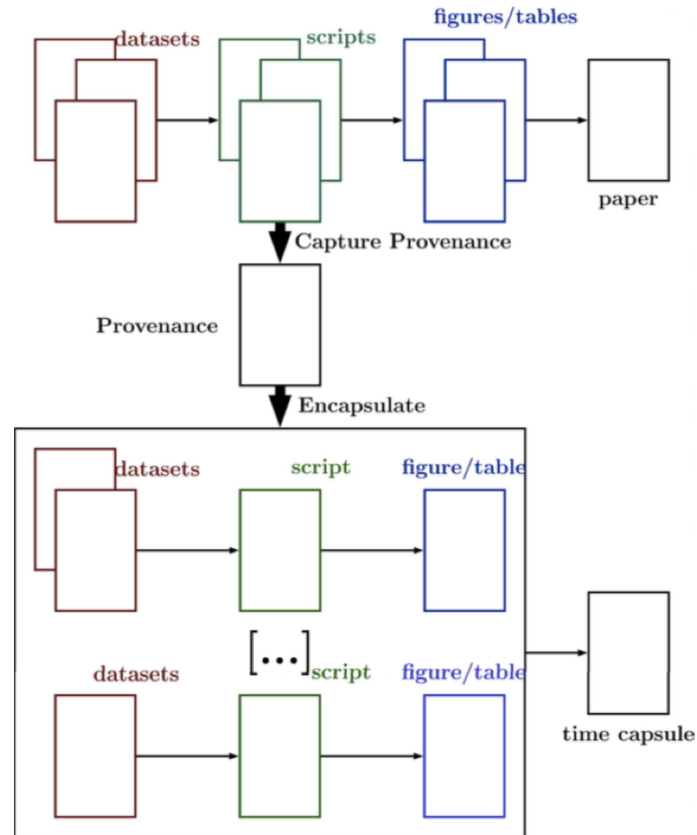 figures/tables
datasets
scripts
paper
Capture Provenance
Provenance
Encapsulate
datasets
script
figure/table
[...]
datasets
script
figure/table
time capsule